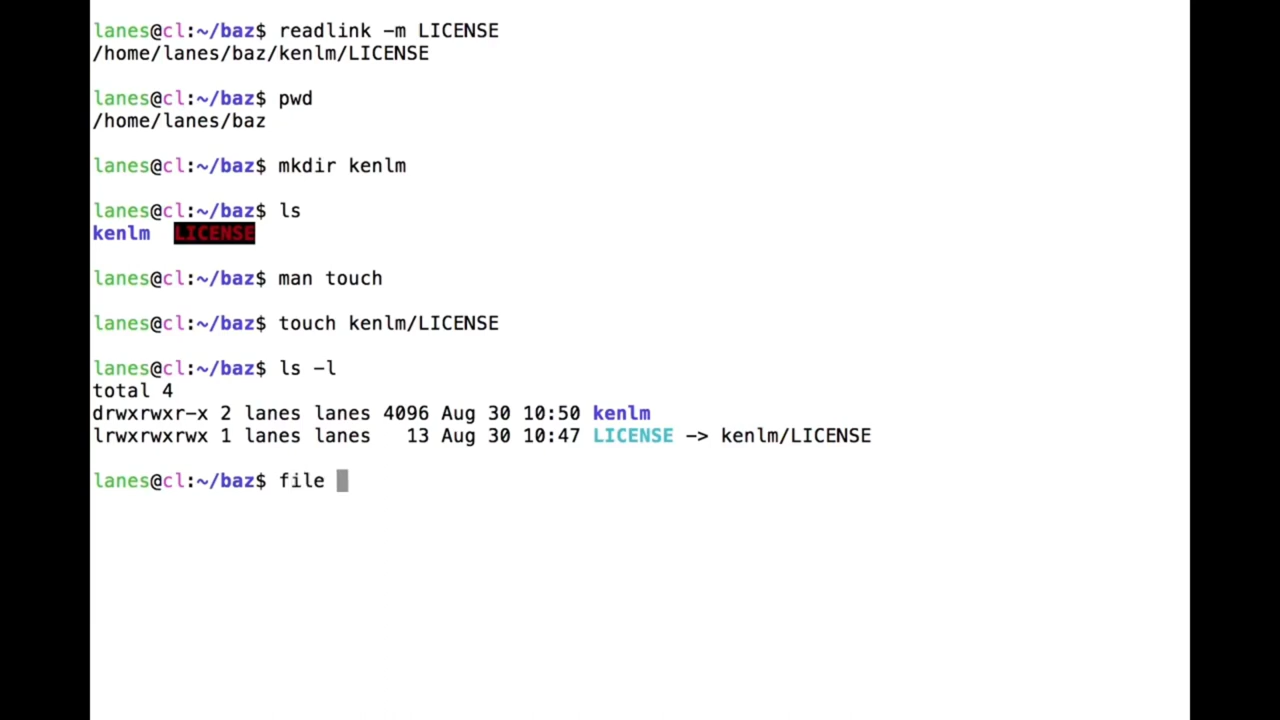 lanes@cl:~/baz$ readlink -m LICENSE
/home/lanes/baz/kenlm/LICENSE
lanes@cl:~/baz$ pwd
/home/lanes/baz
lanes@cl:~/baz$ mkdir kenlm
lanes@cl:~/baz$ ls
kenlm  LICENSE
lanes@cl:~/baz$ man touch
lanes@cl:~/baz$ touch kenlm/LICENSE
lanes@cl:~/baz$ ls -l
total 4
drwxrwxr-x 2 lanes lanes 4096 Aug 30 10:50 kenlm
lrwxrwxrwx 1 lanes lanes   13 Aug 30 10:47 LICENSE -> kenlm/LICENSE
lanes@cl:~/baz$ file